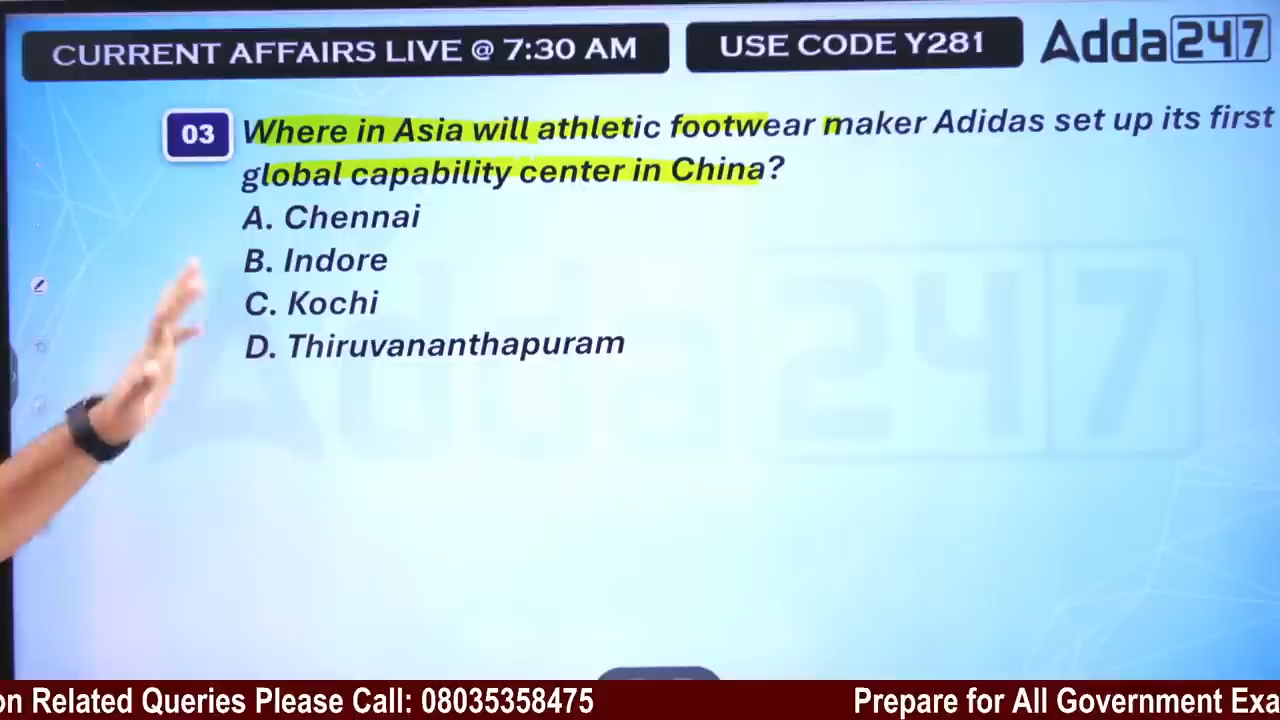 CURRENT AFFAIRS LIVE @ 7:30 AM
USE CODE Y281
Adda247
03
Where in Asia will athletic footwear maker Adidas set up its first
global capability center in China?
A. Chennai
B. Indore
C. Kochi
D. Thiruvananthapuram
Adda247
on Related Queries Please Call: 08035358475
Prepare for All Government Exa